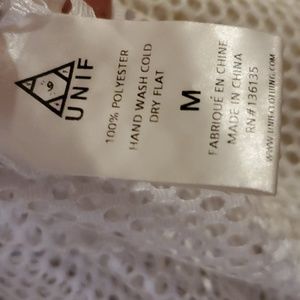 UNIF
100% POLYESTER
HAND WASH COLD
DRY FLAT
M
FABRIQUÉ EN CHINE
MADE IN CHINA
RN#136135
WWW.UNIFCLOTHING.COM